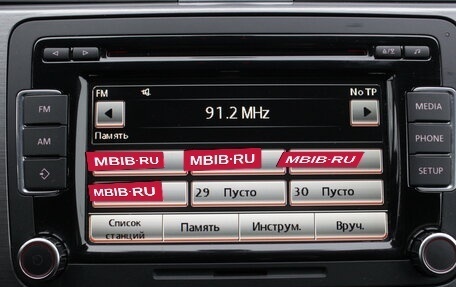 FM
No TP
FM
91.2 MHz
MEDIA
Память
AM
MBIB-RU
MBIB-RU
MBIB-RU
PHONE
MBIB-RU
29 Пусто
30 Пусто
SETUP
Список станций
Память
Инструм.
Вруч.